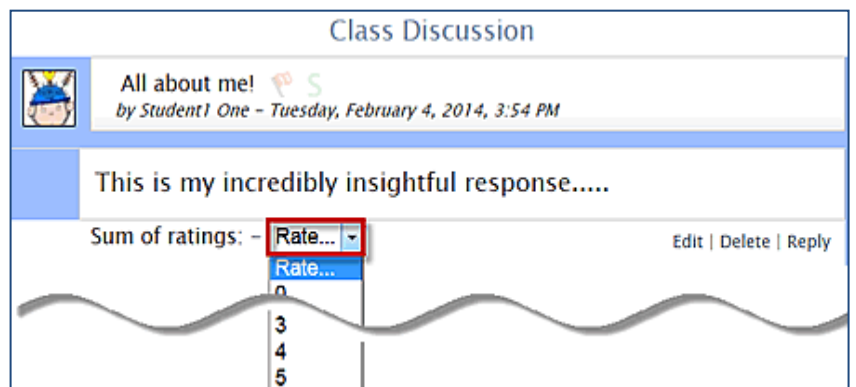 Class Discussion
All about me! S
by Student1 One – Tuesday, February 4, 2014, 3:54 PM
This is my incredibly insightful response.....
Sum of ratings: – Rate... Edit | Delete | Reply
Rate...
0
3
4
5